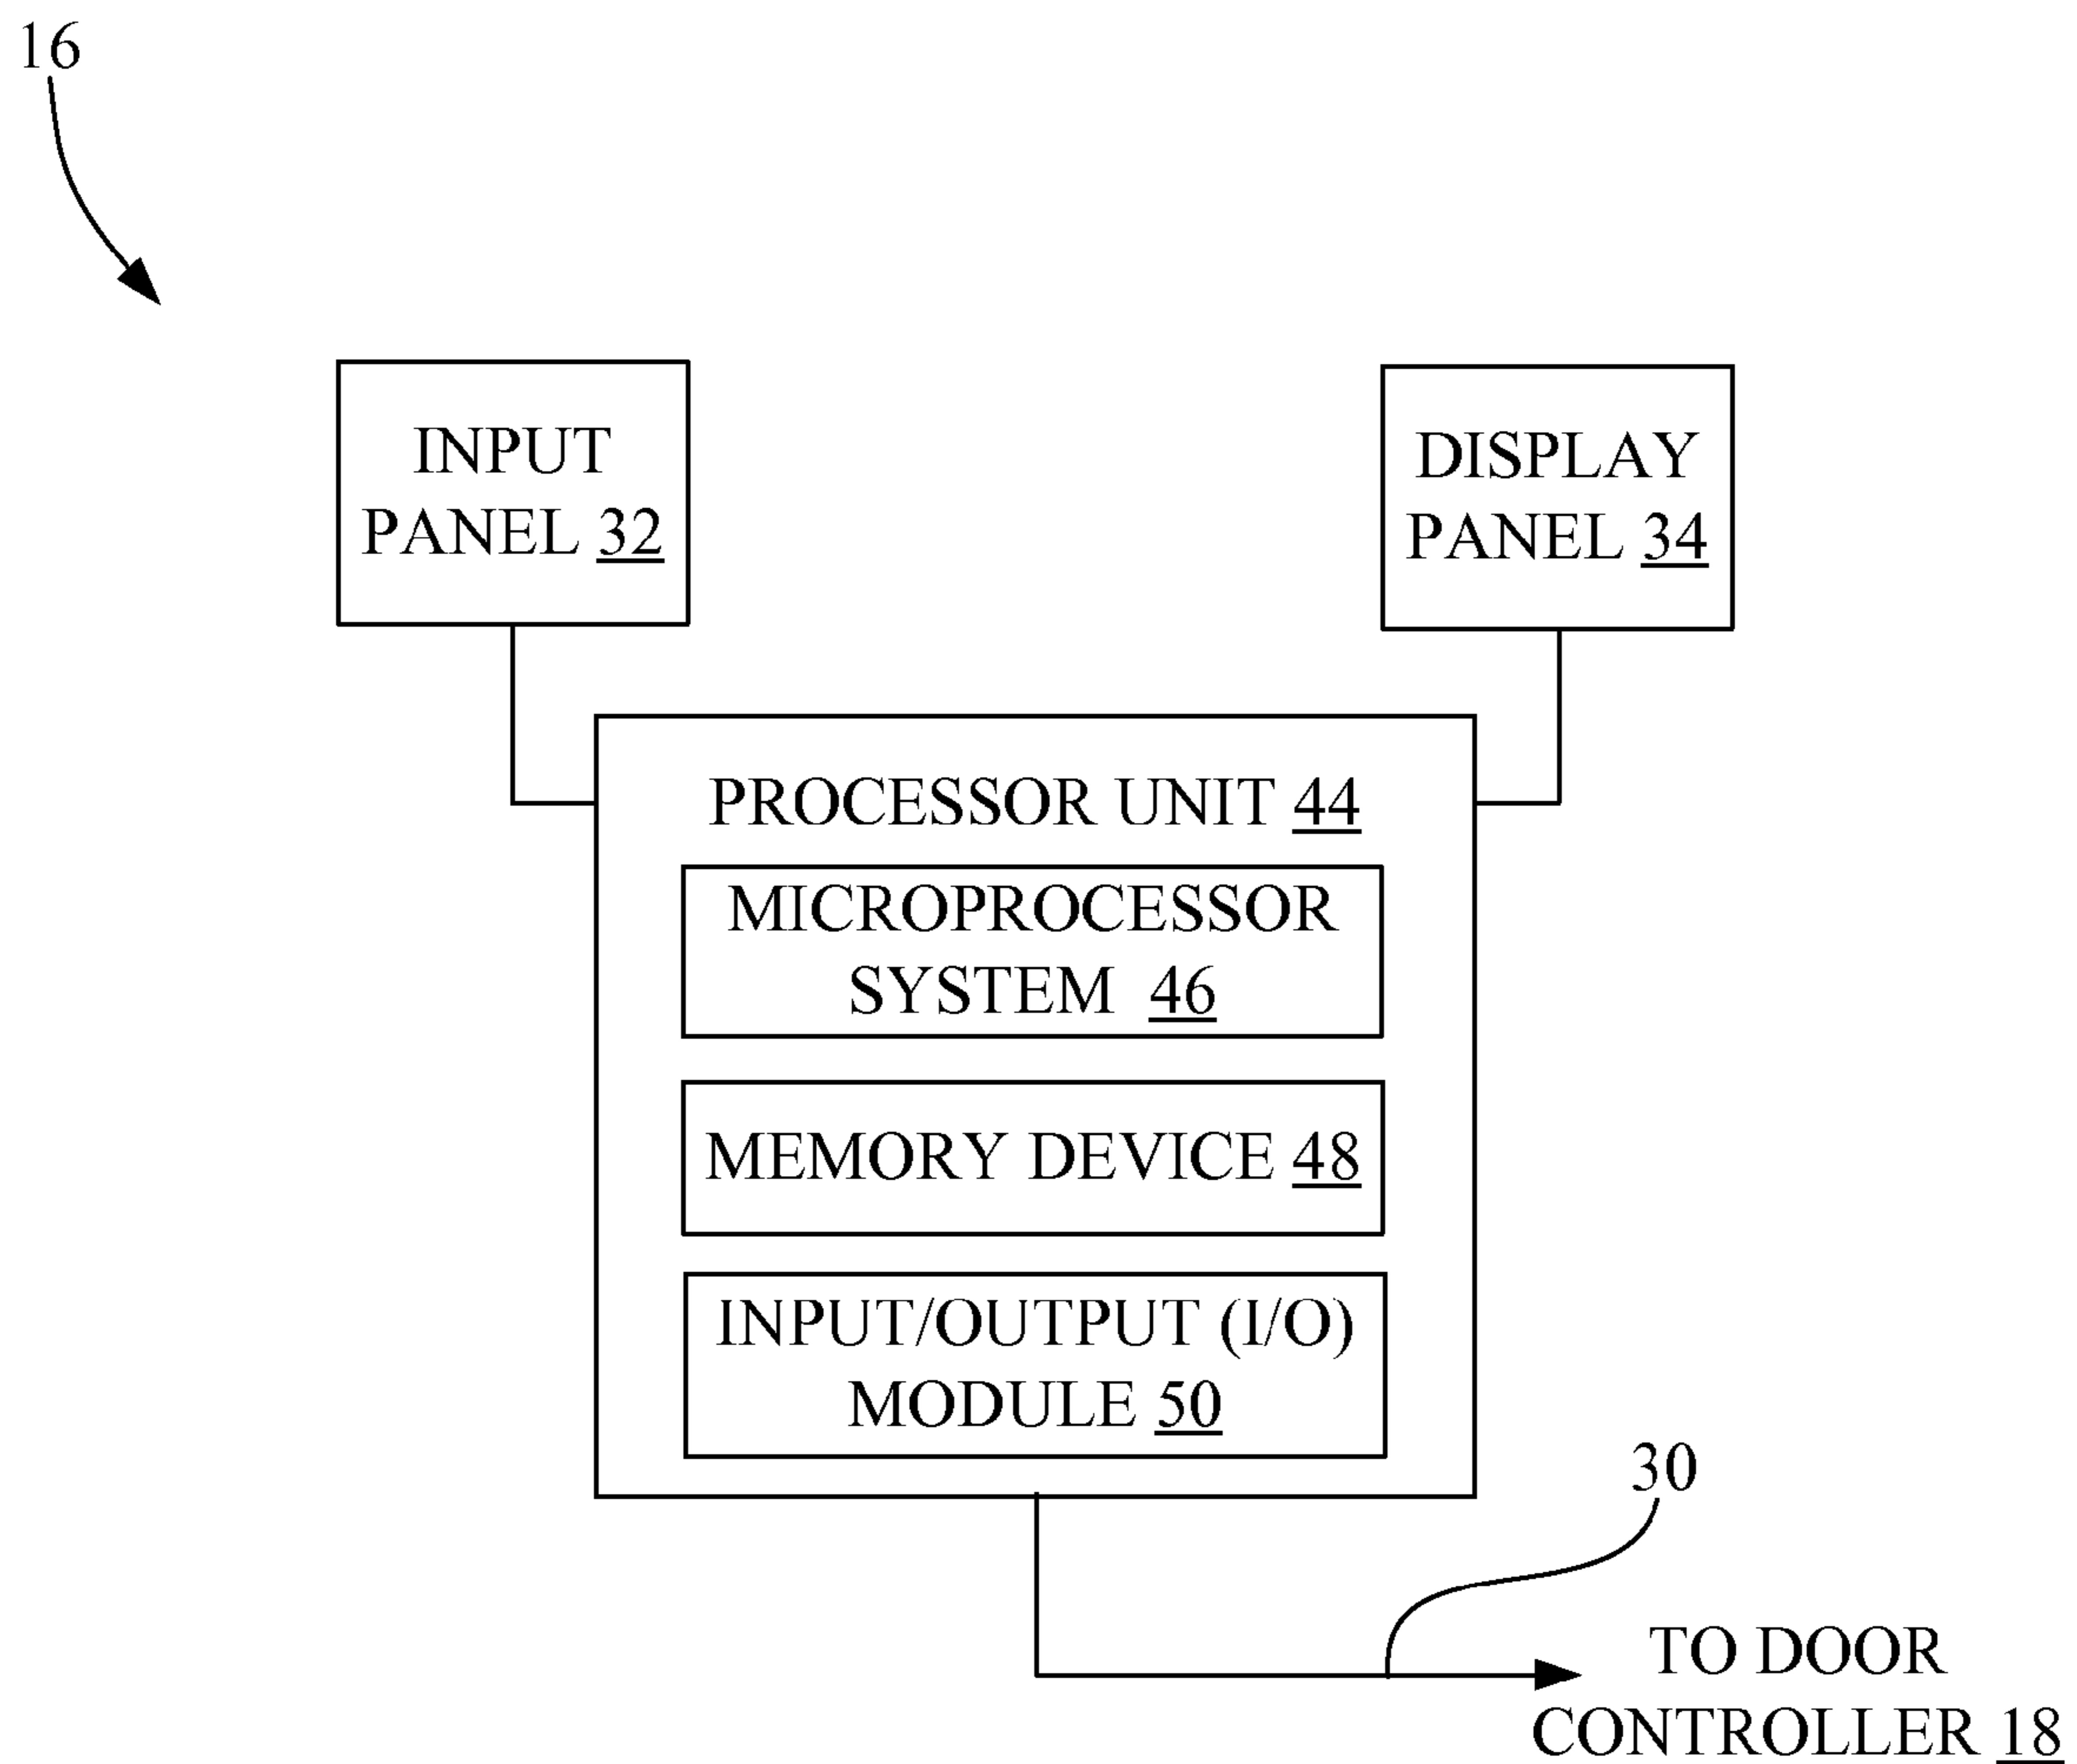 16
INPUT
PANEL 32
DISPLAY
PANEL 34
PROCESSOR UNIT 44
MICROPROCESSOR
SYSTEM 46
MEMORY DEVICE 48
INPUT/OUTPUT (I/O)
MODULE 50
30
TO DOOR
CONTROLLER 18